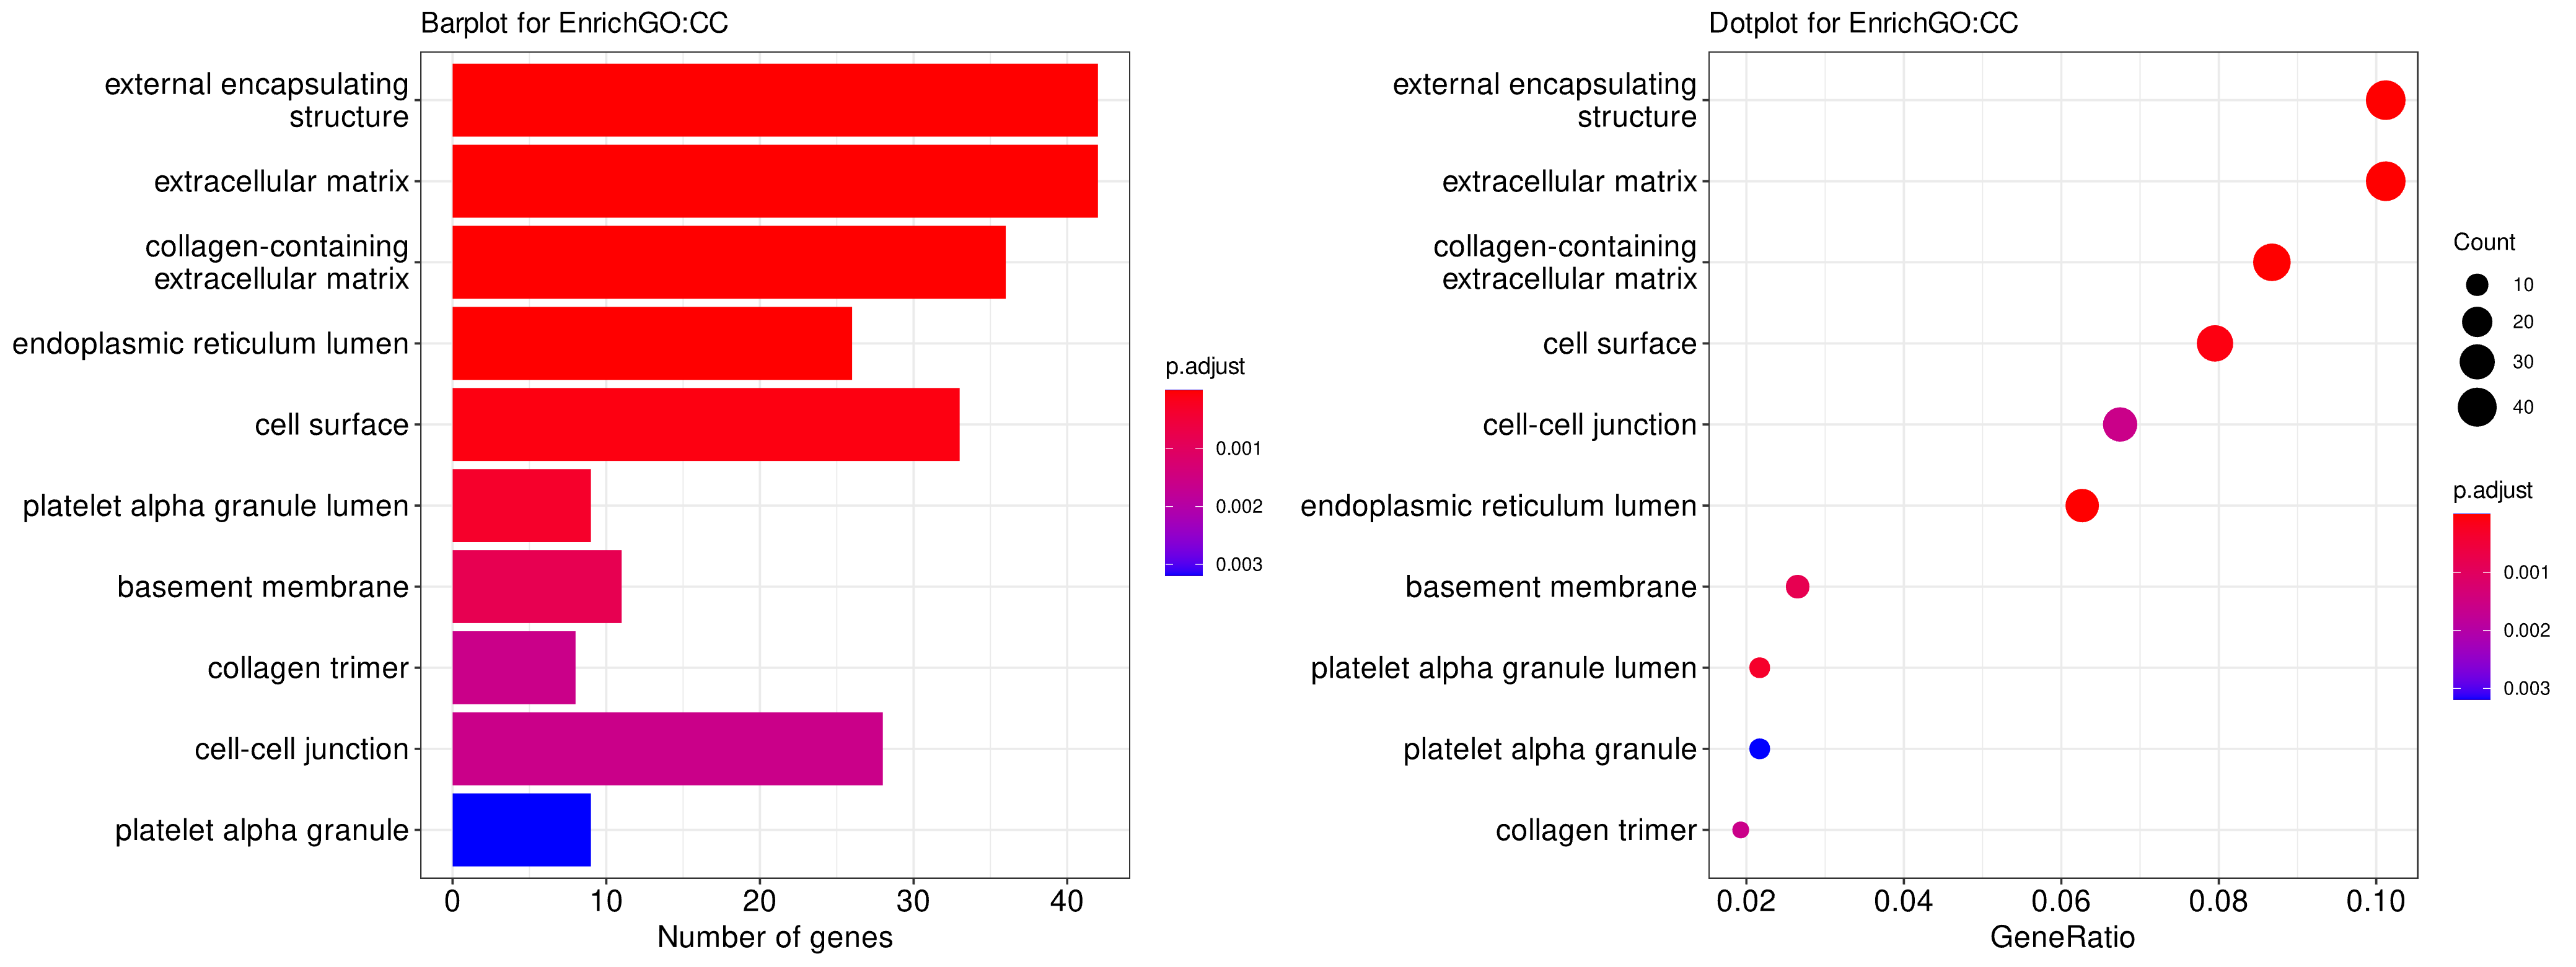 Barplot for EnrichGO:CC
external encapsulating
structure
extracellular matrix
collagen-containing
extracellular matrix
endoplasmic reticulum lumen
cell surface
platelet alpha granule lumen
basement membrane
collagen trimer
cell-cell junction
platelet alpha granule
0 10 20 30 40
Number of genes
p.adjust
0.001
0.002
0.003
Dotplot for EnrichGO:CC
external encapsulating
structure
extracellular matrix
collagen-containing
extracellular matrix
cell surface
cell-cell junction
endoplasmic reticulum lumen
basement membrane
platelet alpha granule lumen
platelet alpha granule
collagen trimer
0.02 0.04 0.06 0.08 0.10
GeneRatio
Count
10
20
30
40
p.adjust
0.001
0.002
0.003